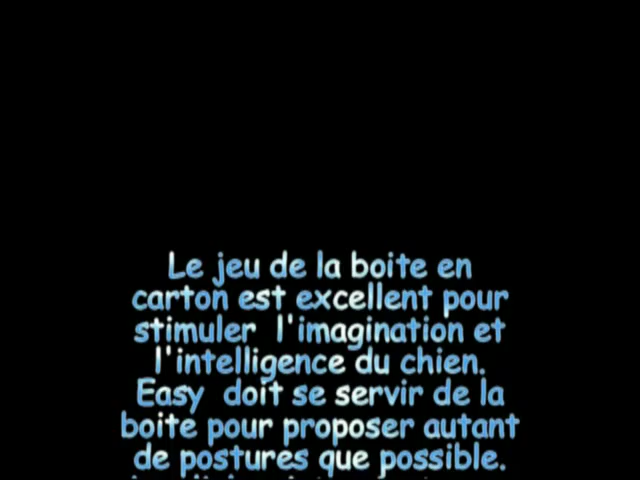 Le jeu de la boite en
carton est excellent pour
stimuler l'imagination et
l'intelligence du chien.
Easy doit se servir de la
boite pour proposer autant
de postures que possible.